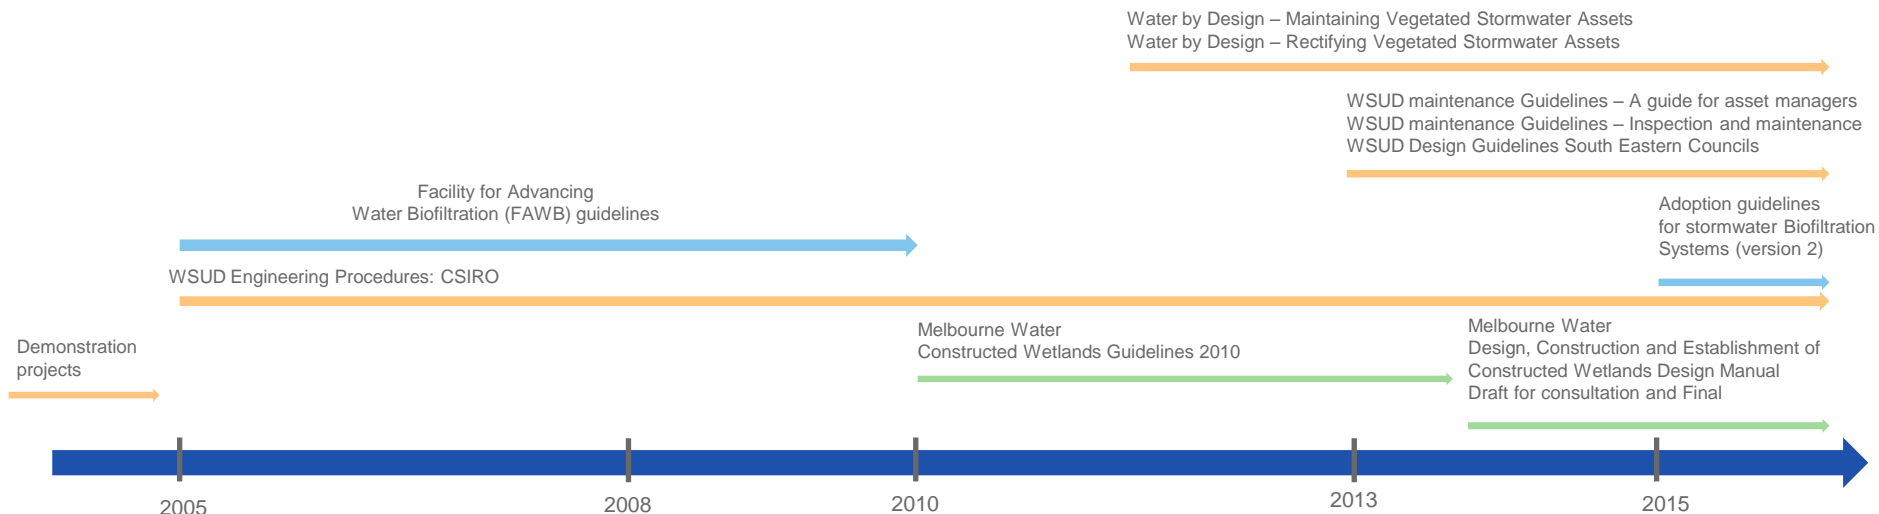 Water by Design – Maintaining Vegetated Stormwater Assets
Water by Design – Rectifying Vegetated Stormwater Assets
WSUD maintenance Guidelines – A guide for asset managers
WSUD maintenance Guidelines – Inspection and maintenance
WSUD Design Guidelines South Eastern Councils
Facility for Advancing
Water Biofiltration (FAWB) guidelines
Adoption guidelines
for stormwater Biofiltration
Systems (version 2)
WSUD Engineering Procedures: CSIRO
Melbourne Water
Constructed Wetlands Guidelines 2010
Melbourne Water
Design, Construction and Establishment of
Constructed Wetlands Design Manual
Draft for consultation and Final
Demonstration
projects
2005
2008
2010
2013
2015